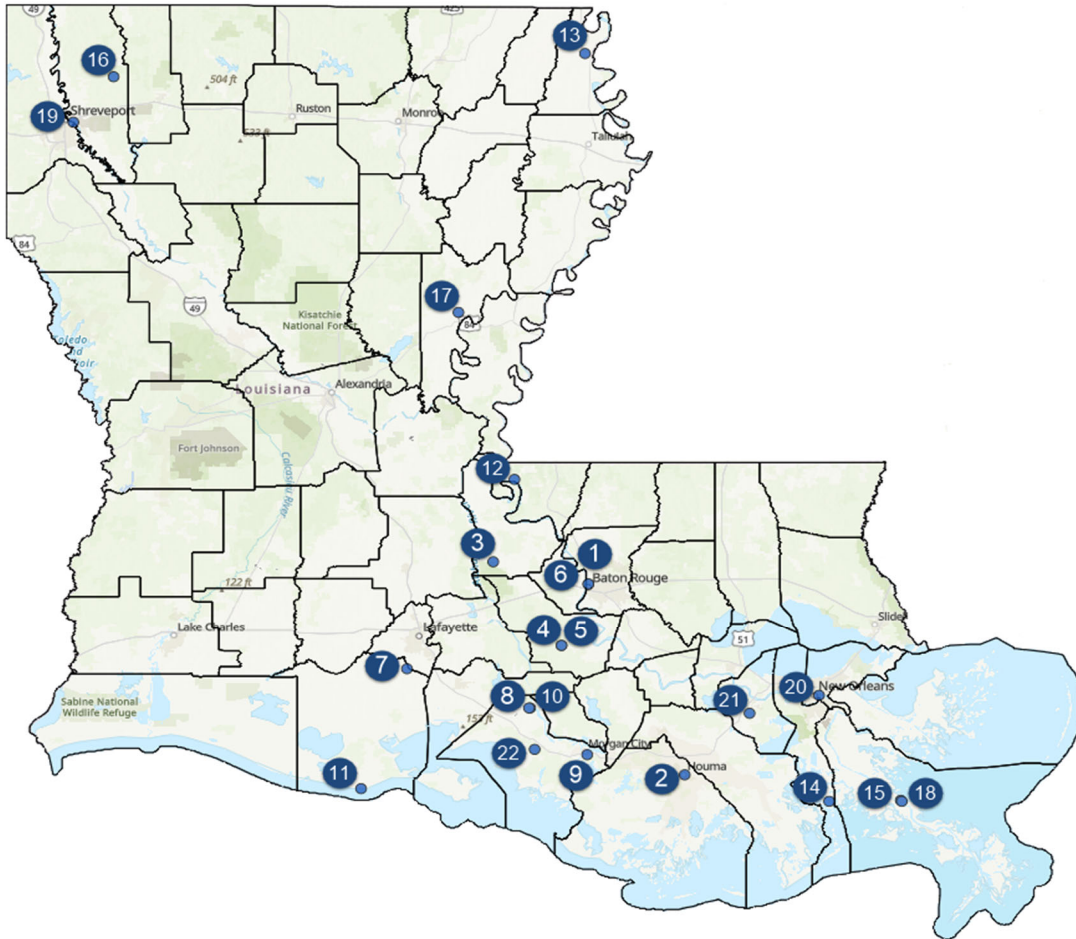 49
425
13
16
504 ft
19
Shreveport
Ruston
Monroe
533 ft
Tallulah
84
17
49
Kisatchie
National Forest
84
Louisiana
Alexandria
Fort Johnson
Calcasieu
River
12
3
1
6
Baton Rouge
122 ft
4
5
Slidell
Lake Charles
Lafayette
51
7
8
10
20
New Orleans
Sabine National
Wildlife Refuge
21
22
Morgan City
11
9
2
Houma
14
15
18